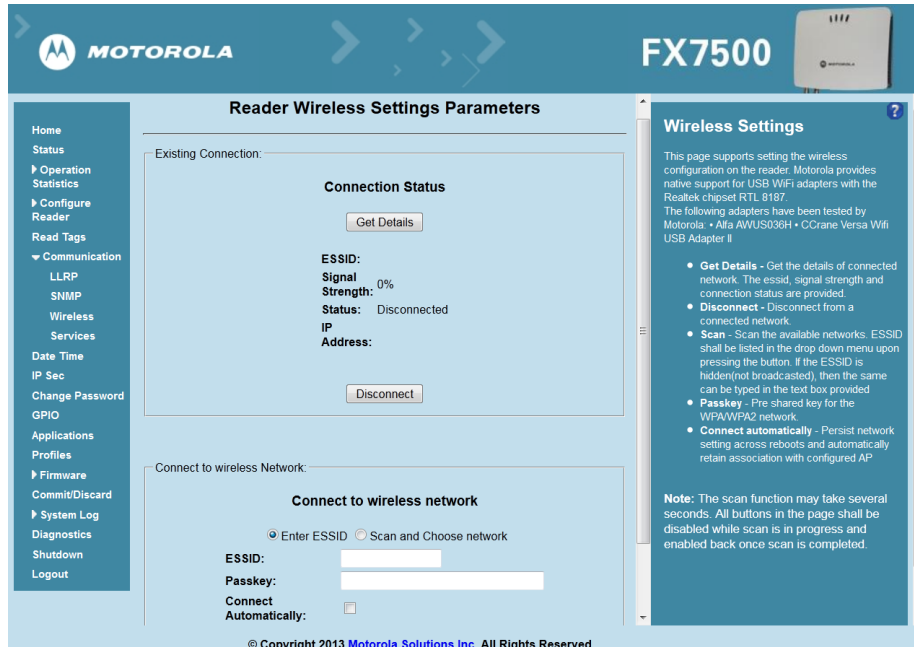 MOTOROLA
FX7500
MOTOROLA
Home
Status
Operation
Statistics
Configure
Reader
Read Tags
Communication
LLRP
SNMP
Wireless
Services
Date Time
IP Sec
Change Password
GPIO
Applications
Profiles
Firmware
Commit/Discard
System Log
Diagnostics
Shutdown
Logout
Reader Wireless Settings Parameters
Existing Connection:
Connection Status
Get Details
ESSID:
Signal
Strength: 0%
Status: Disconnected
IP
Address:
Disconnect
Connect to wireless Network:
Connect to wireless network
Enter ESSID Scan and Choose network
ESSID:
Passkey:
Connect
Automatically:
?
Wireless Settings
This page supports setting the wireless
configuration on the reader. Motorola provides
native support for USB WiFi adapters with the
Realtek chipset RTL 8187.
The following adapters have been tested by
Motorola: • Alfa AWUS036H • CCrane Versa Wifi
USB Adapter II
• Get Details - Get the details of connected
network. The essid, signal strength and
connection status are provided.
• Disconnect - Disconnect from a
connected network.
• Scan - Scan the available networks. ESSID
shall be listed in the drop down menu upon
pressing the button. If the ESSID is
hidden(not broadcasted), then the same
can be typed in the text box provided
• Passkey - Pre shared key for the
WPA/WPA2 network.
• Connect automatically - Persist network
setting across reboots and automatically
retain association with configured AP
Note: The scan function may take several
seconds. All buttons in the page shall be
disabled while scan is in progress and
enabled back once scan is completed.
© Copyright 2013 Motorola Solutions Inc. All Rights Reserved